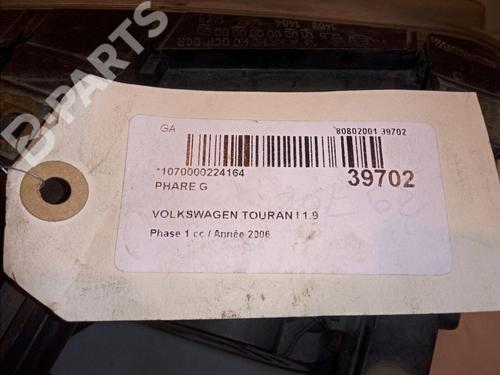 B-PARTS
GA
80802001 39702
*1070000224164
39702
PHARE G
VOLKSWAGEN TOURAN I 1.9
Phase 1 cc / Année 2006